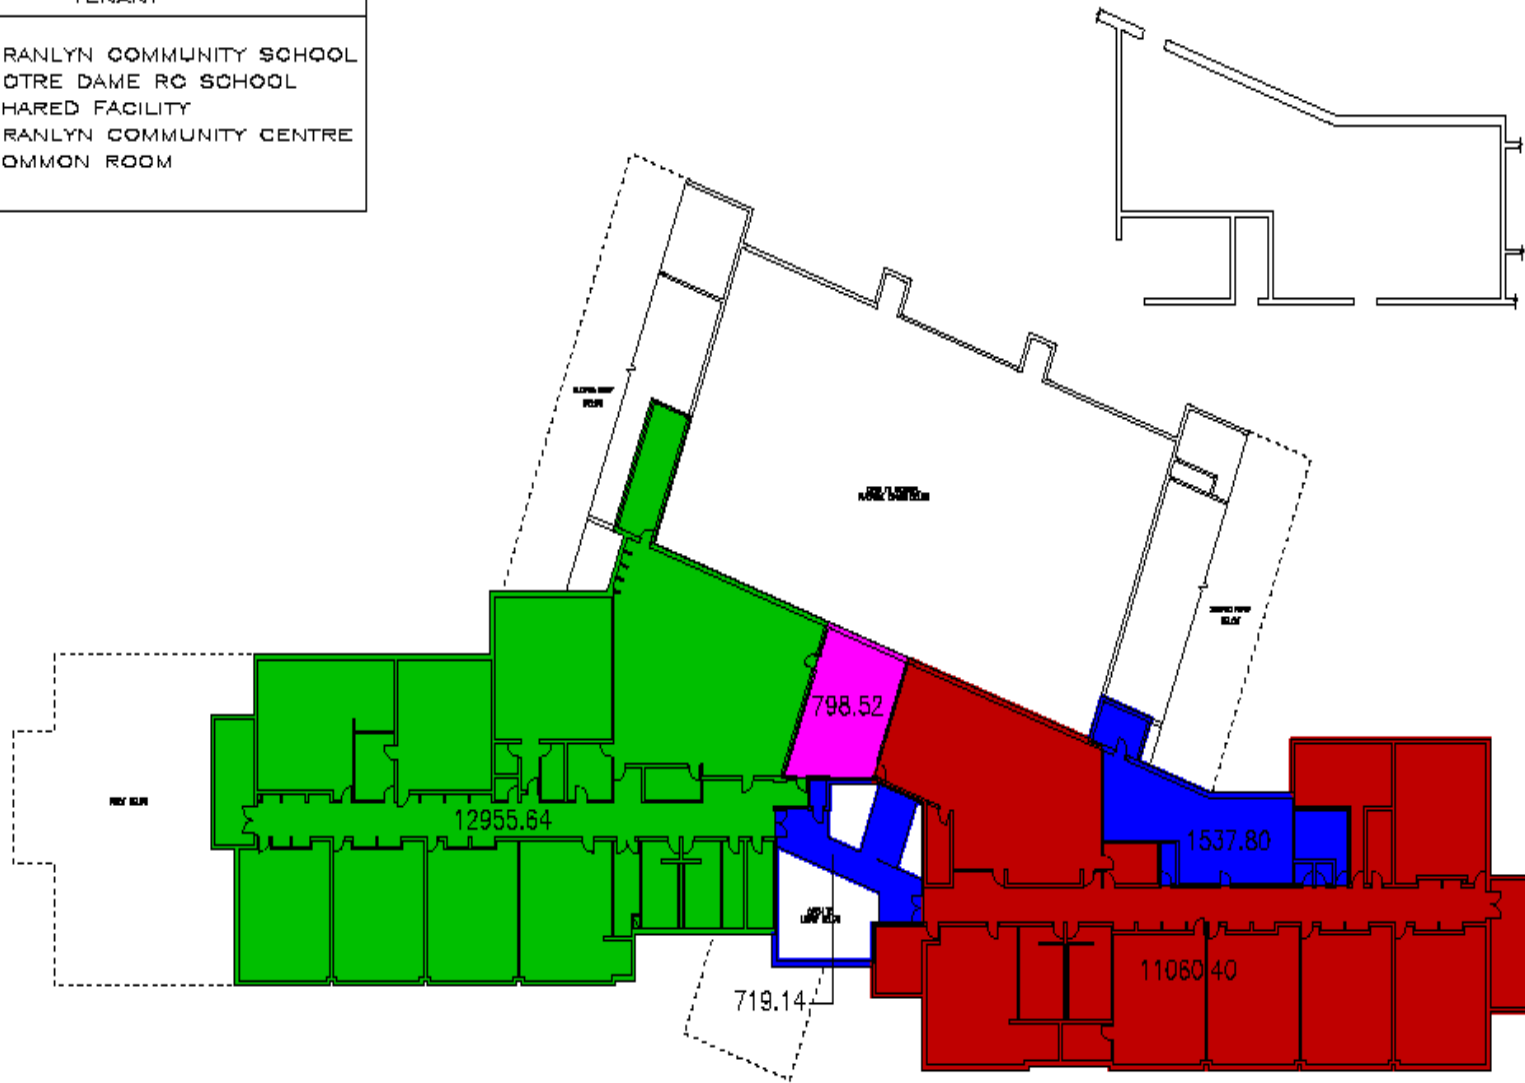 TENANT
RANLYN COMMUNITY SCHOOL
OTRE DAME RC SCHOOL
HARED FACILITY
RANLYN COMMUNITY CENTRE
OMMON ROOM
798.52
12955.64
1537.80
11060.40
719.14